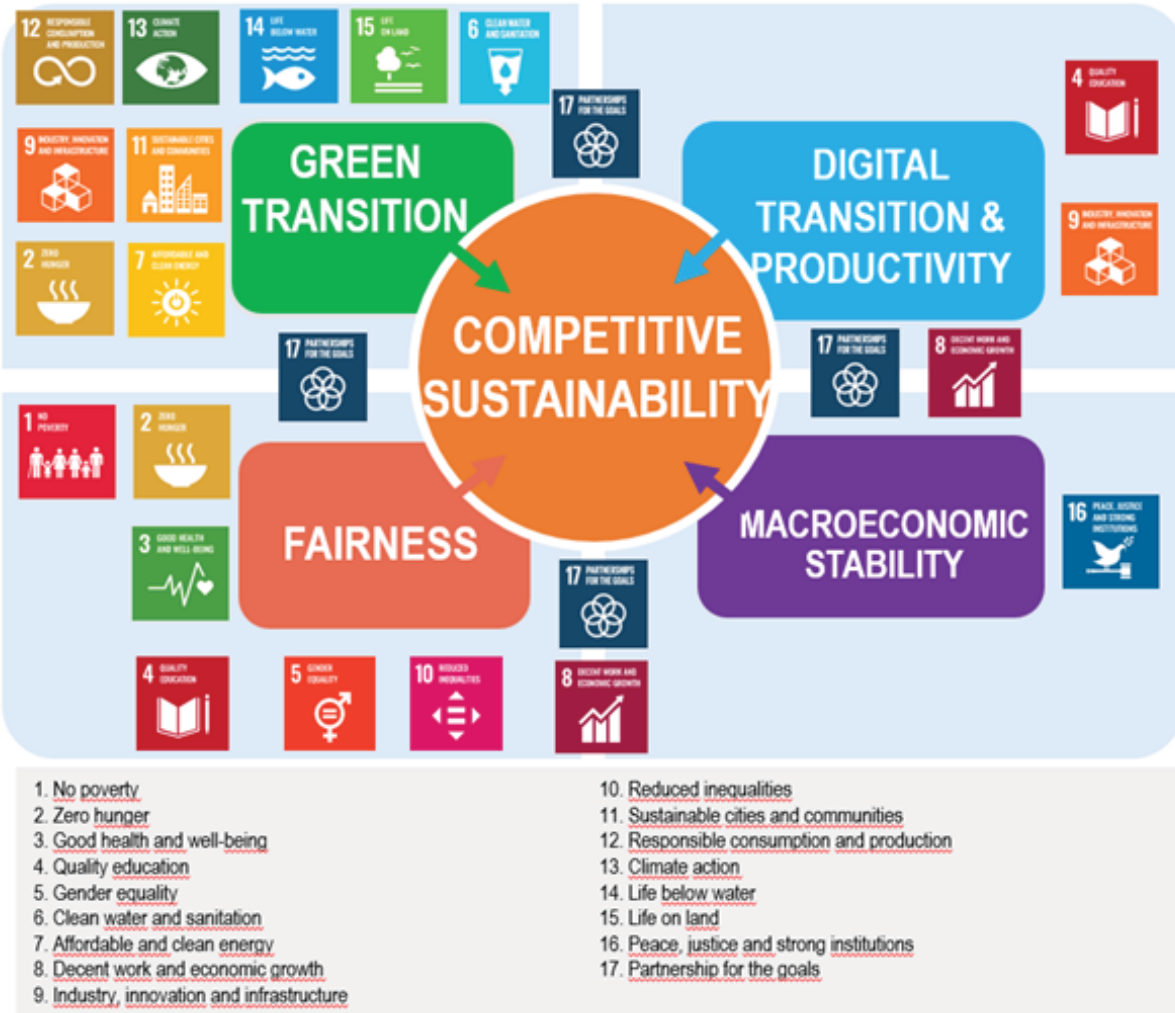 12 RESPONSIBLE
CONSUMPTION
AND PRODUCTION
13 CLIMATE
ACTION
14 LIFE
BELOW WATER
15 LIFE
ON LAND
6 CLEAN WATER
AND SANITATION
17 PARTNERSHIPS
FOR THE GOALS
4 QUALITY
EDUCATION
9 INDUSTRY, INNOVATION
AND INFRASTRUCTURE
11 SUSTAINABLE CITIES
AND COMMUNITIES
GREEN
TRANSITION
DIGITAL
TRANSITION &
PRODUCTIVITY
9 INDUSTRY, INNOVATION
AND INFRASTRUCTURE
2 ZERO
HUNGER
7 AFFORDABLE AND
CLEAN ENERGY
17 PARTNERSHIPS
FOR THE GOALS
COMPETITIVE
SUSTAINABILITY
17 PARTNERSHIPS
FOR THE GOALS
8 DECENT WORK AND
ECONOMIC GROWTH
1 NO
POVERTY
2 ZERO
HUNGER
3 GOOD HEALTH
AND WELL-BEING
FAIRNESS
MACROECONOMIC
STABILITY
16 PEACE, JUSTICE
AND STRONG
INSTITUTIONS
17 PARTNERSHIPS
FOR THE GOALS
4 QUALITY
EDUCATION
5 GENDER
EQUALITY
10 REDUCED
INEQUALITIES
8 DECENT WORK AND
ECONOMIC GROWTH
1. No poverty
2. Zero hunger
3. Good health and well-being
4. Quality education
5. Gender equality
6. Clean water and sanitation
7. Affordable and clean energy
8. Decent work and economic growth
9. Industry, innovation and infrastructure
10. Reduced inequalities
11. Sustainable cities and communities
12. Responsible consumption and production
13. Climate action
14. Life below water
15. Life on land
16. Peace, justice and strong institutions
17. Partnership for the goals